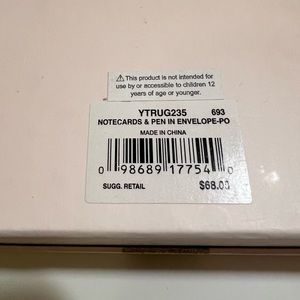 ⚠ This product is not intended for
use by or accessible to children 12
years of age or younger.
YTRUG235 693
NOTECARDS & PEN IN ENVELOPE-PO
MADE IN CHINA
0 98689 17754 0
SUGG. RETAIL $68.00